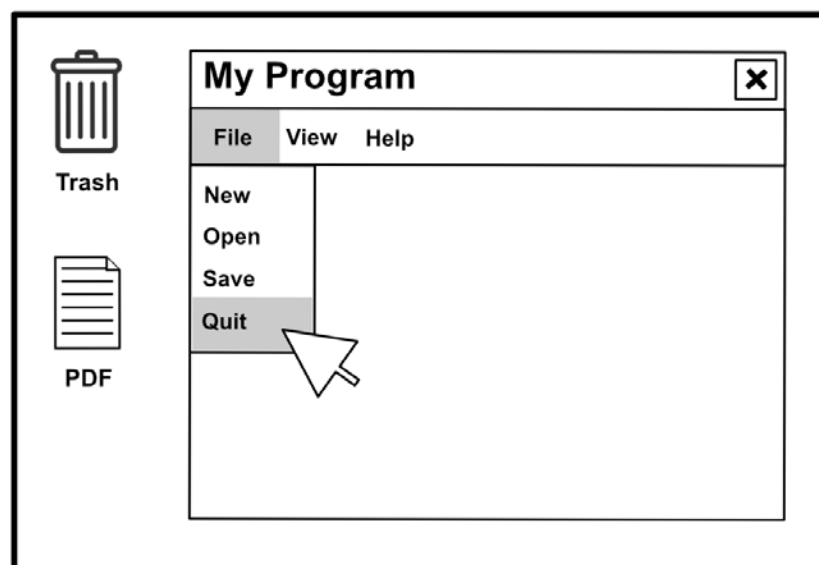 My Program
File View Help
Trash
New
Open
Save
Quit
PDF